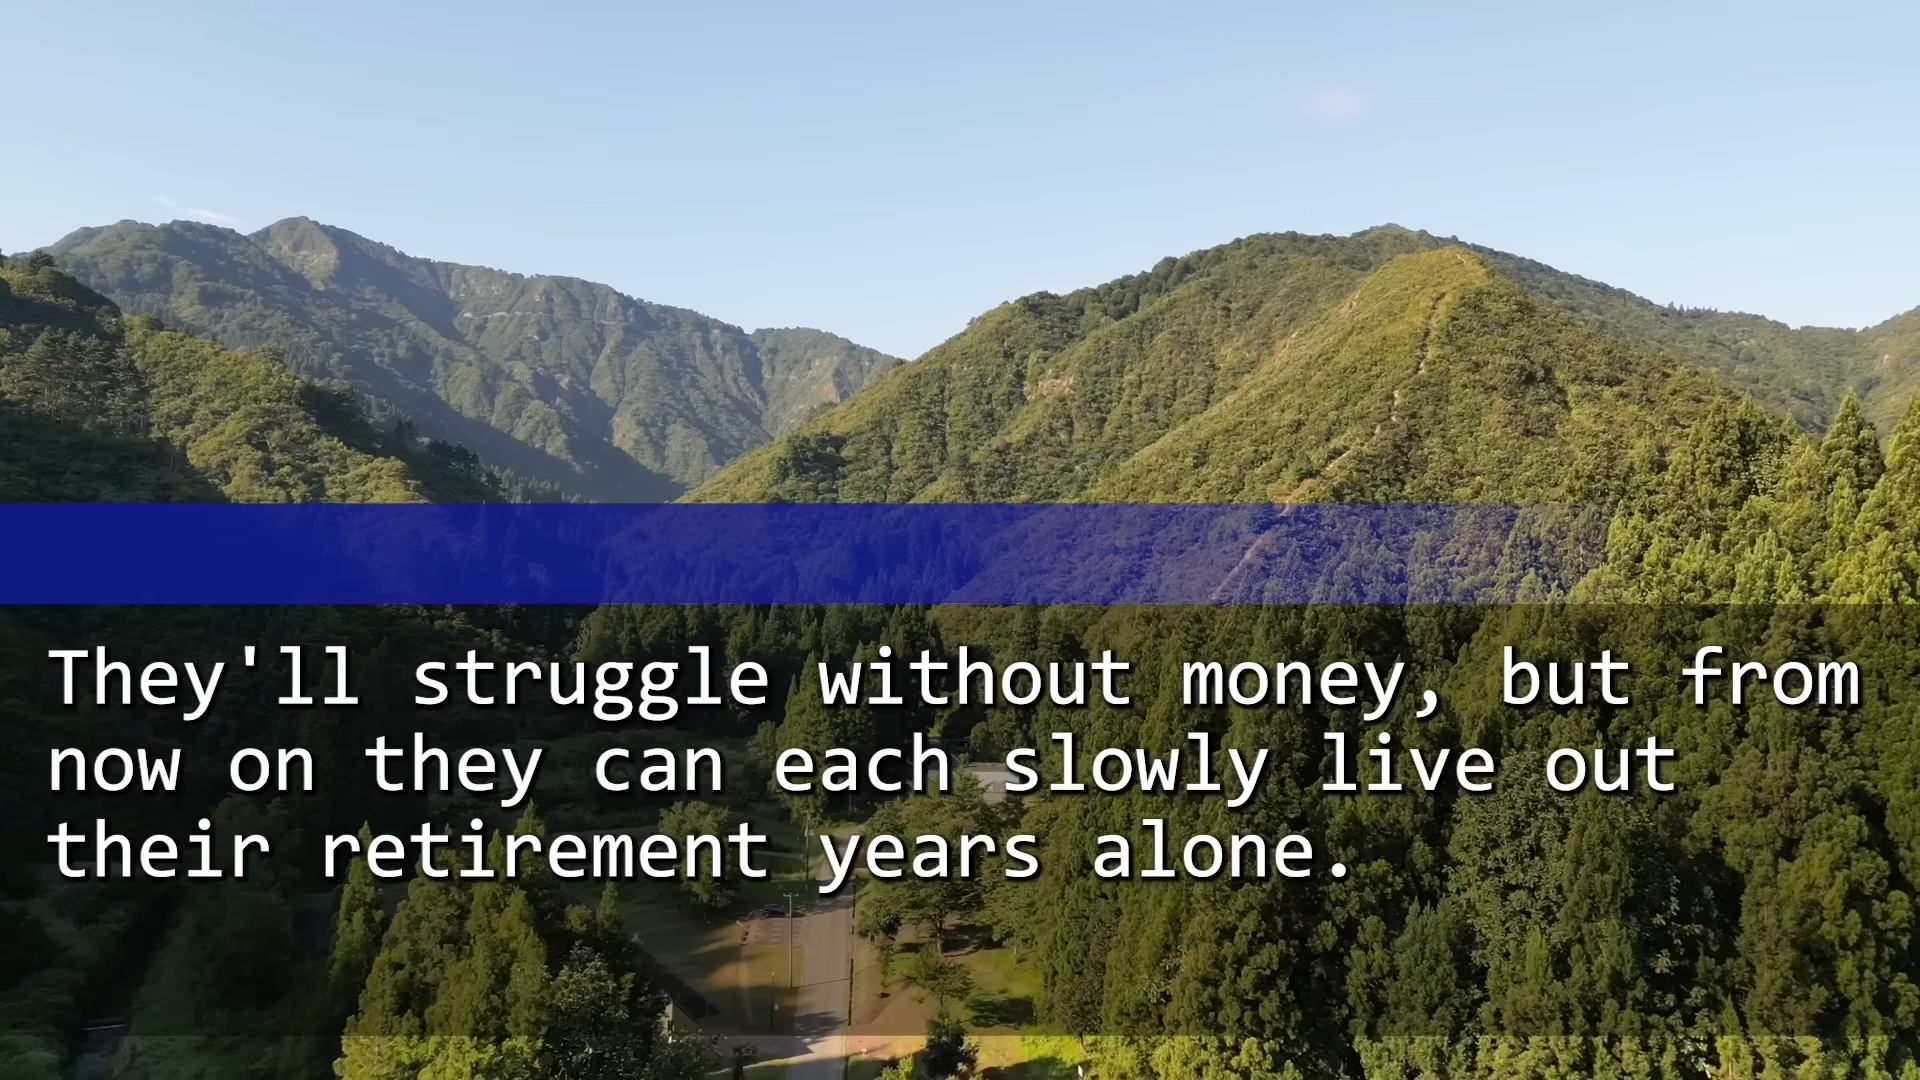 They'll struggle without money, but from
now on they can each slowly live out
their retirement years alone.